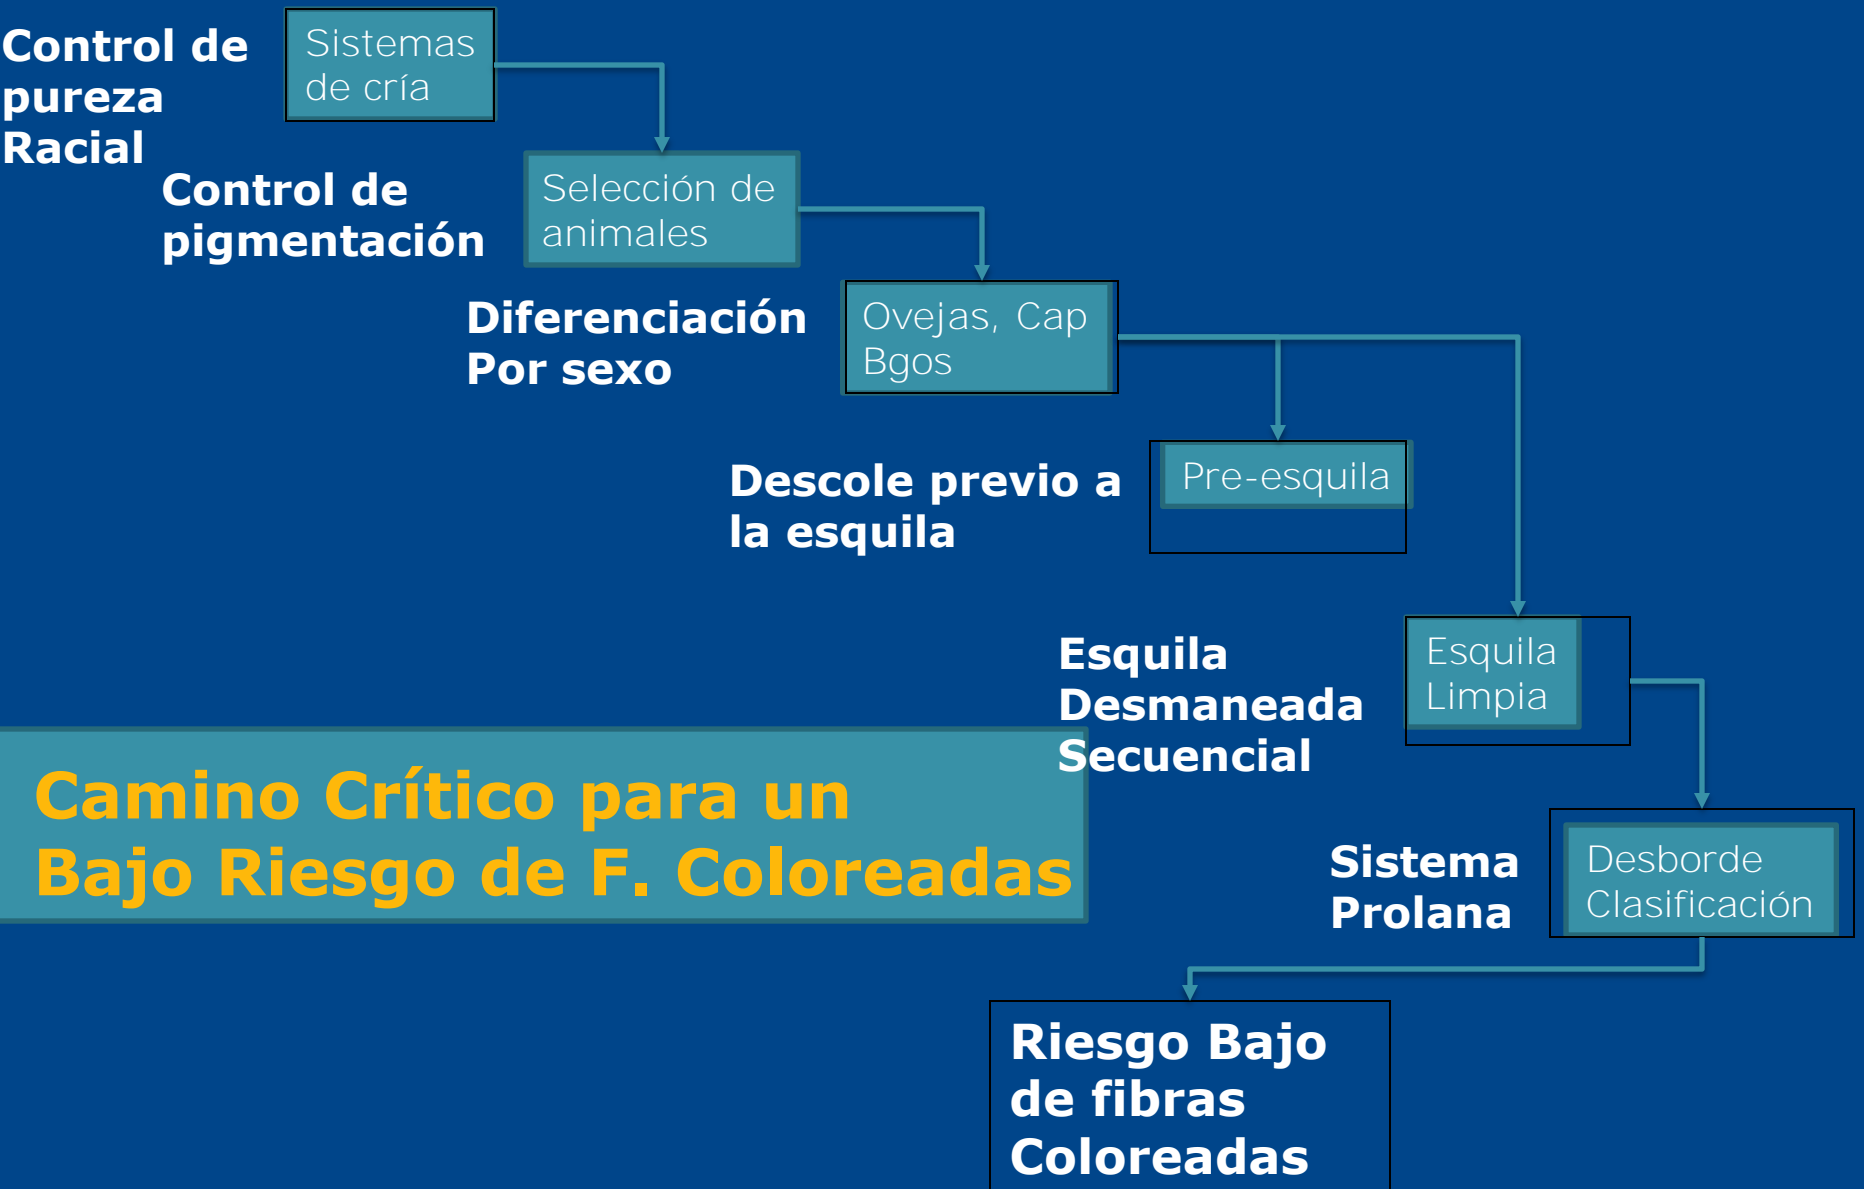 Control de
pureza
Racial
Sistemas
de cría
Control de
pigmentación
Selección de
animales
Diferenciación
Por sexo
Ovejas, Cap
Bgos
Descole previo a
la esquila
Pre-esquila
Esquila
Desmaneada
Secuencial
Esquila
Limpia
Camino Crítico para un
Bajo Riesgo de F. Coloreadas
Sistema
Prolana
Desborde
Clasificación
Riesgo Bajo
de fibras
Coloreadas